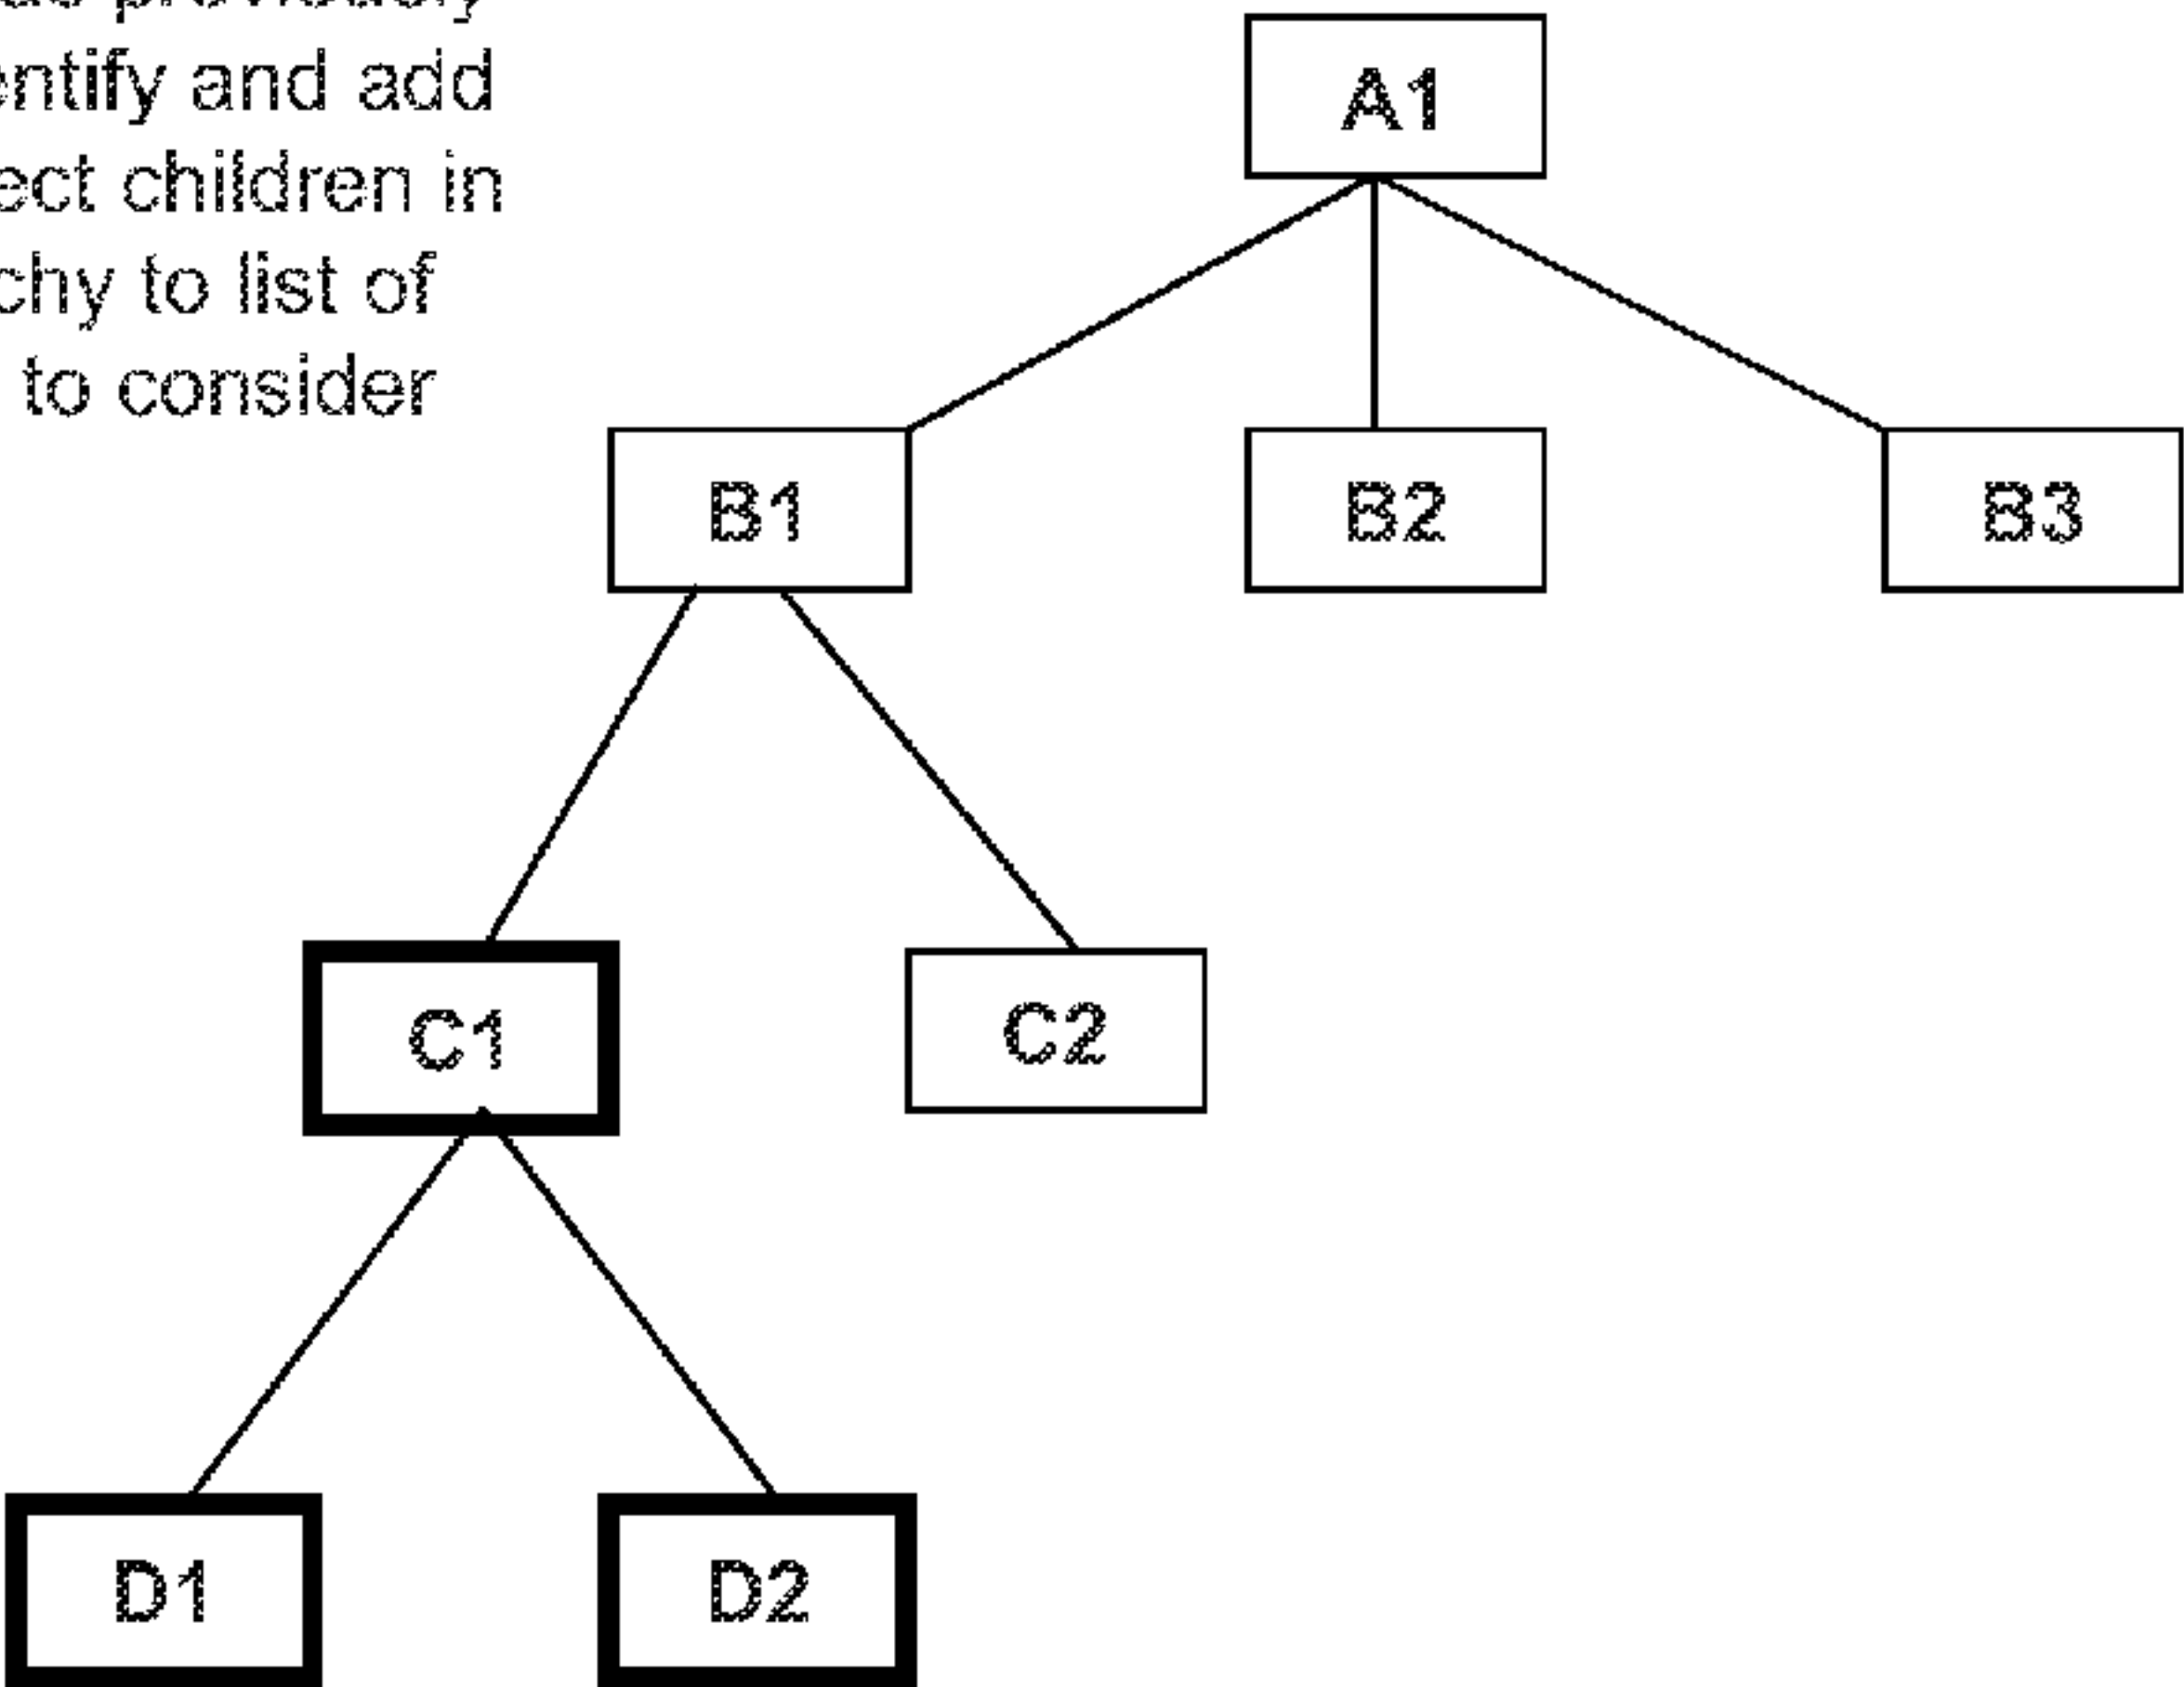 entify and add
ect children in
chy to list of
to consider
A1
B1 B2 B3
C1 C2
D1 D2